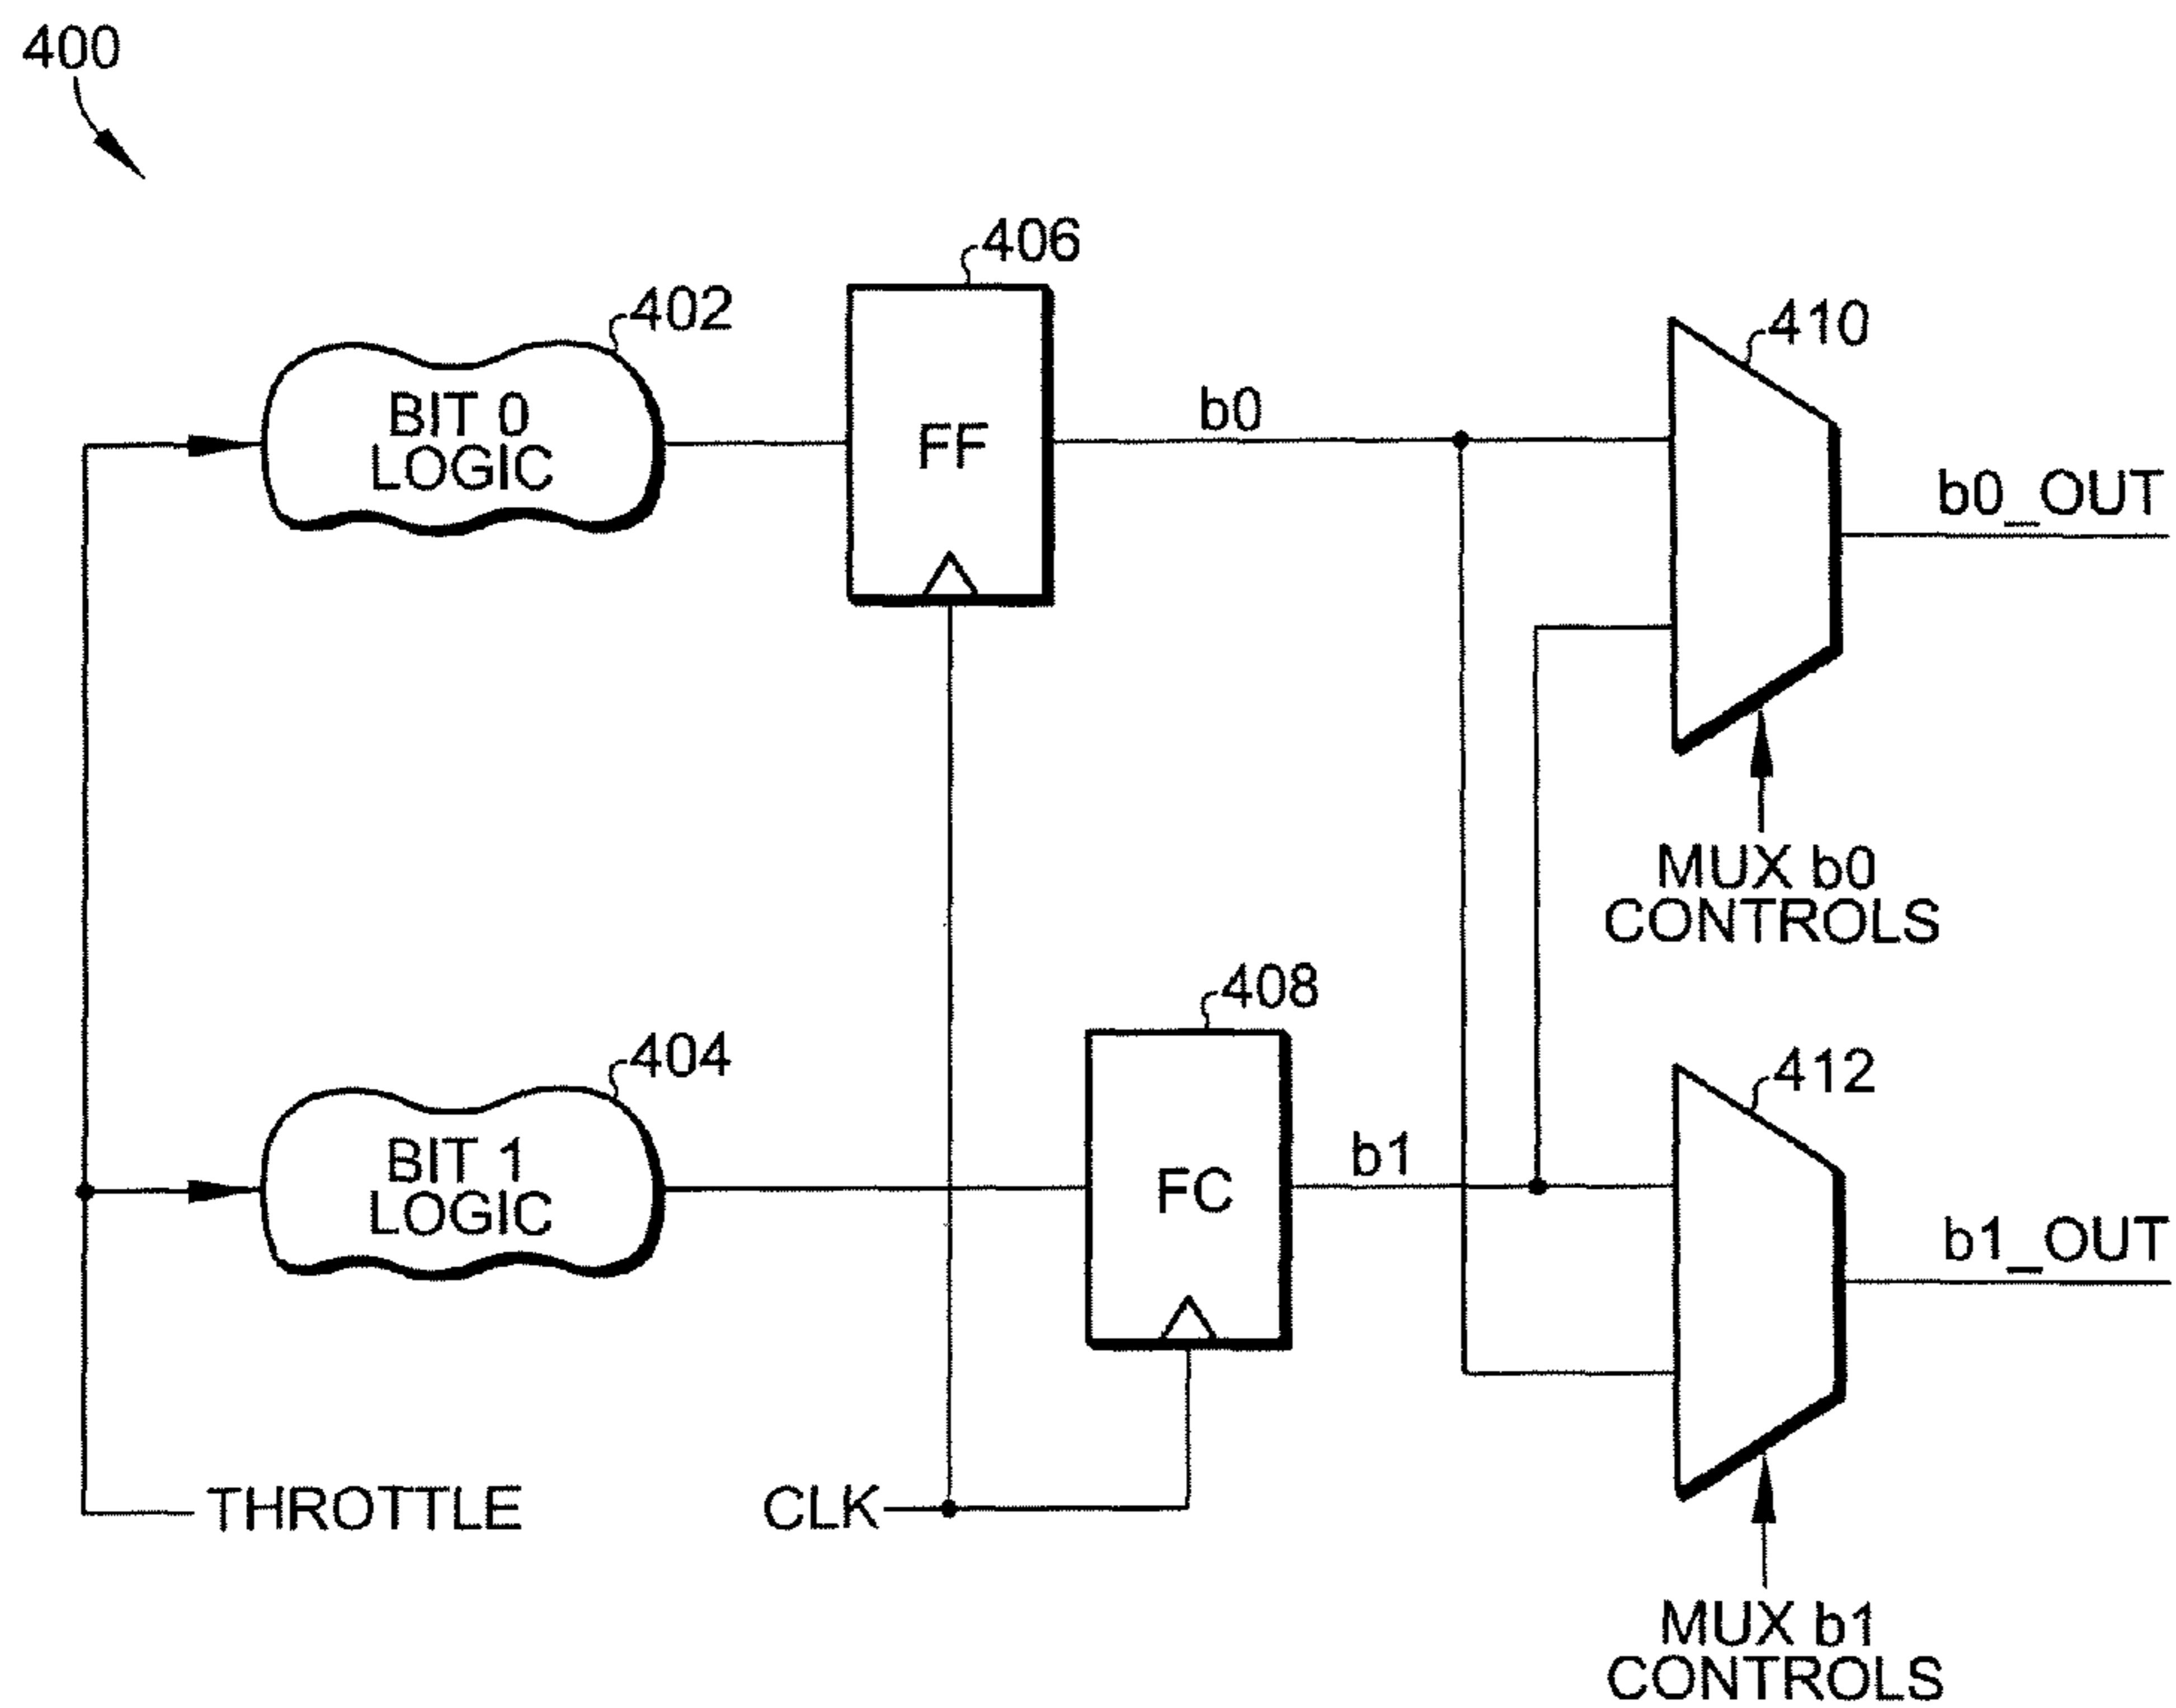 400
406
402
410
BIT 0
LOGIC
FF
b0
b0_OUT
MUX b0
CONTROLS
408
404
412
BIT 1
LOGIC
FC
b1
b1_OUT
THROTTLE
CLK
MUX b1
CONTROLS